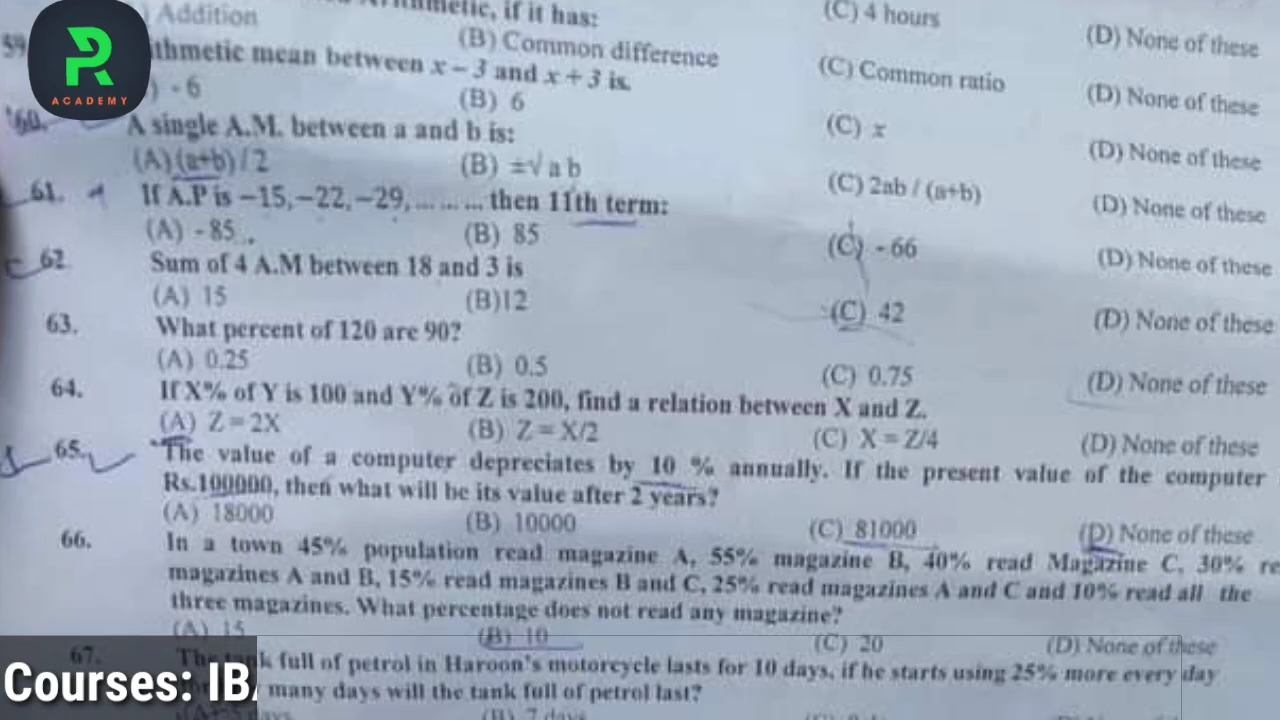 metic, if it has:
Addition
(B) Common difference
(C) 4 hours
(D) None of these
59
thmetic mean between x – 3 and x + 3 is.
(C) Common ratio
(D) None of these
) - 6
(B) 6
(C) x
(D) None of these
60.
A single A.M. between a and b is:
(A) (a+b) / 2
(B) ±√ a b
(C) 2ab / (a+b)
(D) None of these
61.
If A.P is –15, –22, –29, ... ... ... then 11th term:
(A) - 85
(B) 85
(C) - 66
(D) None of these
62
Sum of 4 A.M between 18 and 3 is
(A) 15
(B)12
(C) 42
(D) None of these
63.
What percent of 120 are 90?
(A) 0.25
(B) 0.5
(C) 0.75
(D) None of these
64.
If X% of Y is 100 and Y% of Z is 200, find a relation between X and Z.
(A) Z = 2X
(B) Z = X/2
(C) X = Z/4
(D) None of these
65.
The value of a computer depreciates by 10 % annually. If the present value of the computer
Rs.100000, then what will be its value after 2 years?
(A) 18000
(B) 10000
(C) 81000
(D) None of these
66.
In a town 45% population read magazine A, 55% magazine B, 40% read Magazine C, 30% re
magazines A and B, 15% read magazines B and C, 25% read magazines A and C and 10% read all the
three magazines. What percentage does not read any magazine?
(A) 15
(B) 10
(C) 20
(D) None of these
67.
The tank full of petrol in Haroon's motorcycle lasts for 10 days, if he starts using 25% more every day
many days will the tank full of petrol last?
(B) 7 days
ACADEMY
Courses: IB